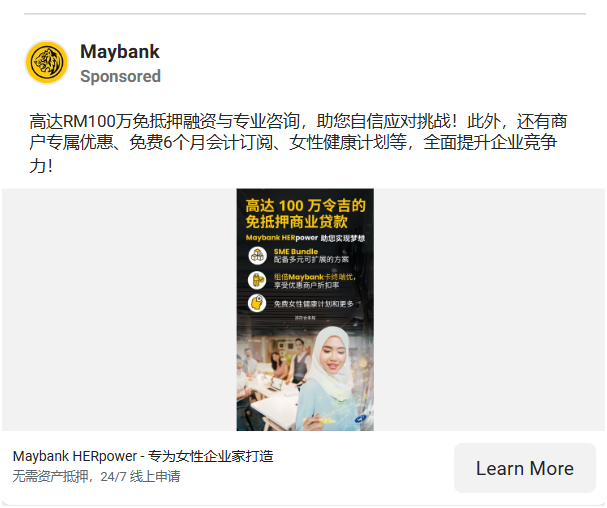 Maybank
Sponsored
高达RM100万免抵押融资与专业咨询，助您自信应对挑战！此外，还有商
户专属优惠、免费6个月会计订阅、女性健康计划等，全面提升企业竞争
力！
高达 100 万令吉的
免抵押商业贷款
Maybank HERpower 助您实现梦想
SME Bundle
配备多元可扩展的方案
租借Maybank卡终端优，
享受优惠商户折扣率
免费女性健康计划和更多
Maybank HERpower - 专为女性企业家打造
无需资产抵押，24/7 线上申请
Learn More